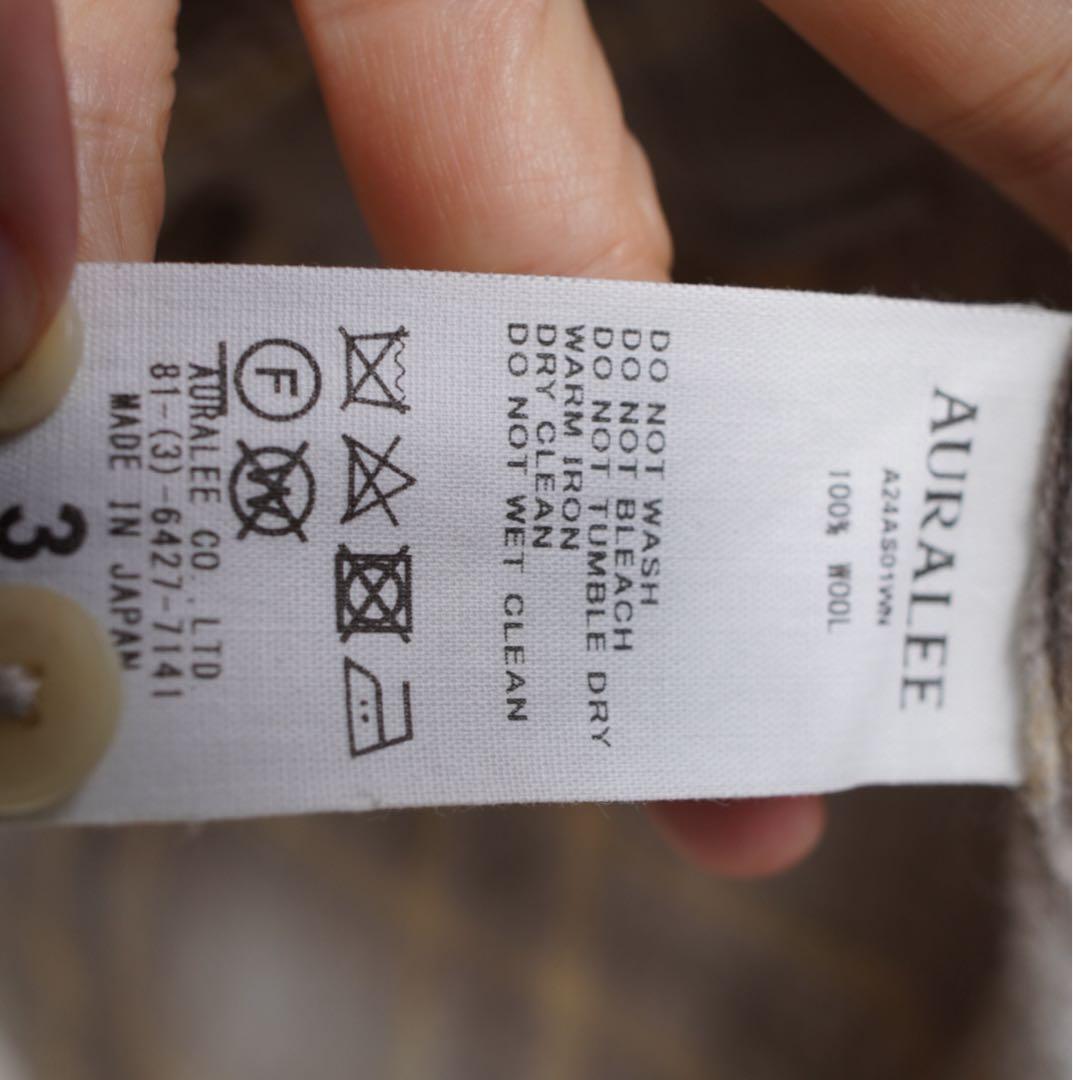 AURALEE
A24AS01WN
100% WOOL
DO NOT WASH
DO NOT BLEACH
DO NOT TUMBLE DRY
WARM IRON
DRY CLEAN
DO NOT WET CLEAN
F W
AURALEE CO. LTD.
81-(3)-6427-7141
MADE IN JAPAN
3